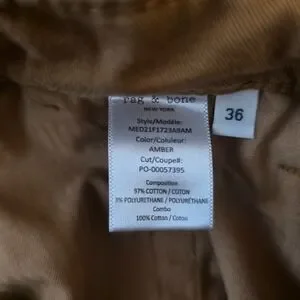 rag & bone
NEW YORK
36
Style/Modèle:
ME021F1723A9AM
Color/Couleur:
AMBER
Cut/Coupe#:
PO-00057395
Composition
97% COTTON / COTON
3% POLYURETHANE / POLYURÉTHANE
Combo
100% Cotton / Coton